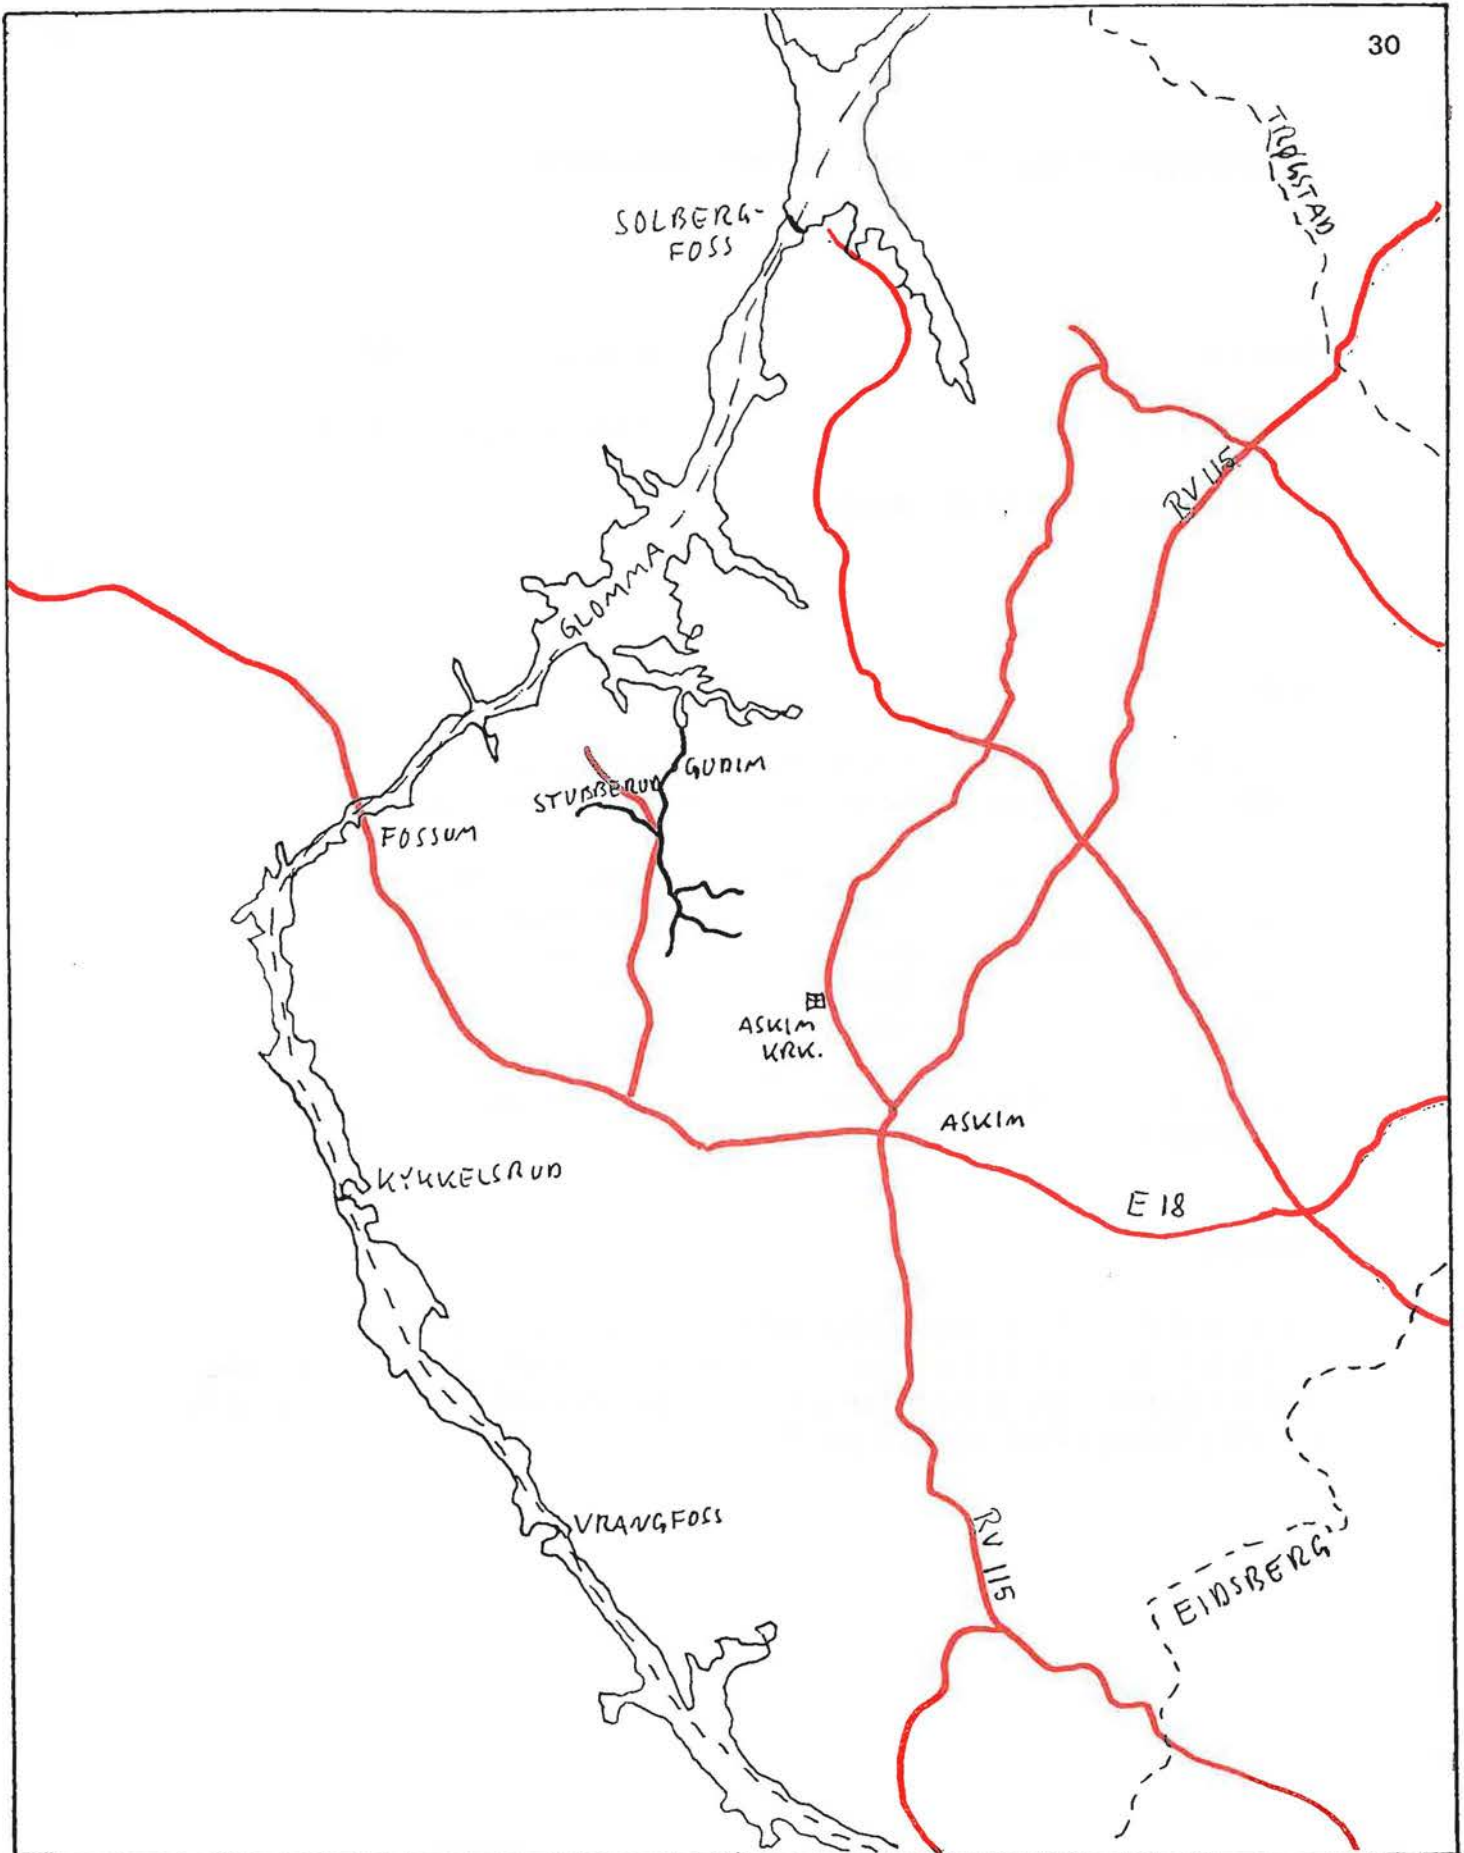 30
TRØGSTAD
SOLBERG-
FOSS
RV 115
GLOMMA
GUDIM
STUBBERUD
FOSSUM
ASKIM
KRK.
ASKIM
KYKKELSRUD
E 18
VRANGFOSS
RV 115
EIDSBERG